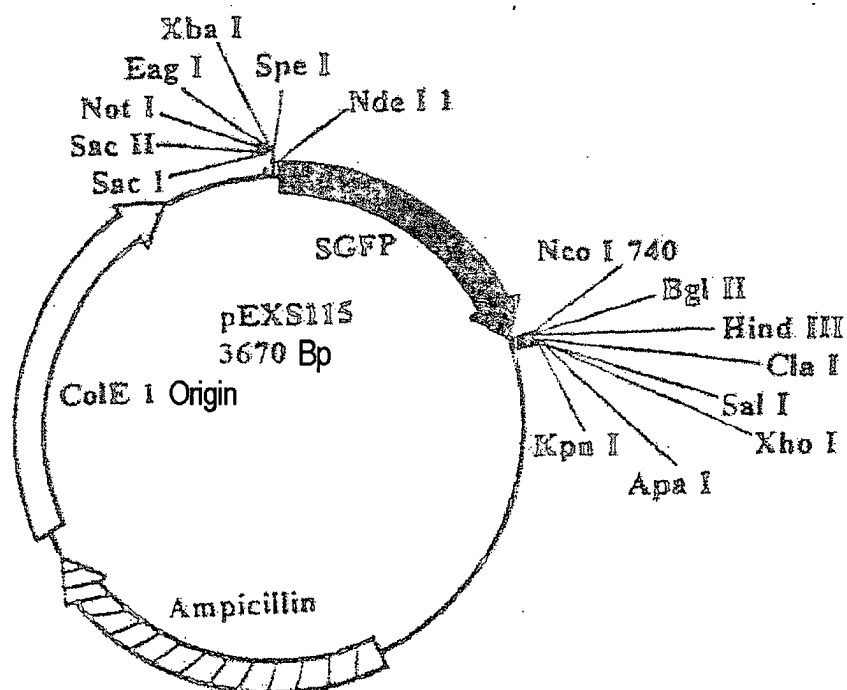 Xba I
Eag I
Spe I
Not I
Nde I 1
Sac II
Sac I
SGFP
Nco I 740
Bgl II
pEXS115
Hind III
3670 Bp
Cla I
ColE 1 Origin
Sal I
Kpn I
Xho I
Apa I
Ampicillin